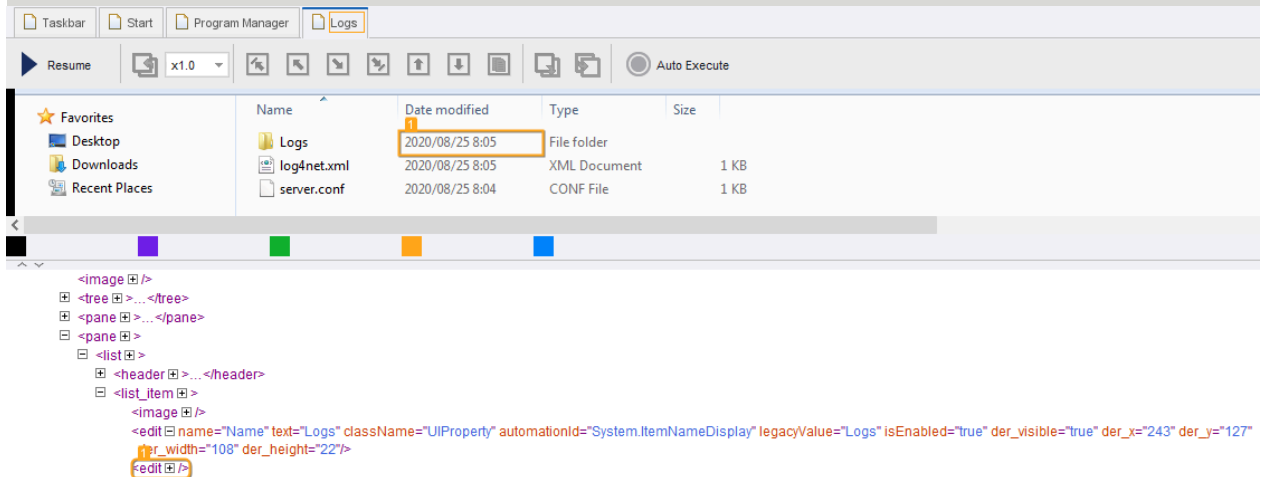 Taskbar Start Program Manager Logs
Resume x1.0 Auto Execute
Favorites
Desktop
Downloads
Recent Places
Name Date modified Type Size
1
Logs 2020/08/25 8:05 File folder
log4net.xml 2020/08/25 8:05 XML Document 1 KB
server.conf 2020/08/25 8:04 CONF File 1 KB
<image />
<tree >...</tree>
<pane >...</pane>
<pane >
<list >
<header >...</header>
<list_item >
<image />
<edit name="Name" text="Logs" className="UIProperty" automationId="System.ItemNameDisplay" legacyValue="Logs" isEnabled="true" der_visible="true" der_x="243" der_y="127"
1 er_width="108" der_height="22"/>
<edit />